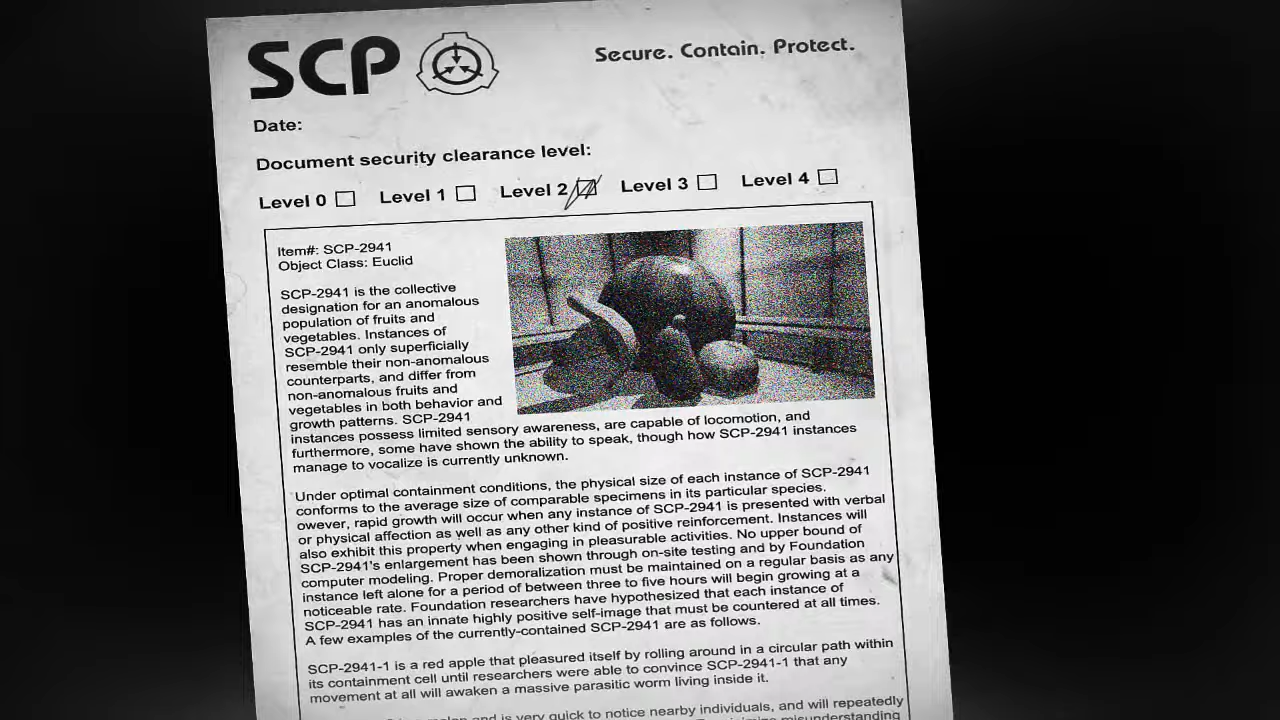 SCP
Secure. Contain. Protect.
Date:
Document security clearance level:
Level 0 Level 1 Level 2 Level 3 Level 4
Item#: SCP-2941
Object Class: Euclid
SCP-2941 is the collective
designation for an anomalous
population of fruits and
vegetables. Instances of
SCP-2941 only superficially
resemble their non-anomalous
counterparts, and differ from
non-anomalous fruits and
vegetables in both behavior and
growth patterns. SCP-2941
instances possess limited sensory awareness, are capable of locomotion, and
furthermore, some have shown the ability to speak, though how SCP-2941 instances
manage to vocalize is currently unknown.
Under optimal containment conditions, the physical size of each instance of SCP-2941
conforms to the average size of comparable specimens in its particular species.
owever, rapid growth will occur when any instance of SCP-2941 is presented with verbal
or physical affection as well as any other kind of positive reinforcement. Instances will
also exhibit this property when engaging in pleasurable activities. No upper bound of
SCP-2941's enlargement has been shown through on-site testing and by Foundation
computer modeling. Proper demoralization must be maintained on a regular basis as any
instance left alone for a period of between three to five hours will begin growing at a
noticeable rate. Foundation researchers have hypothesized that each instance of
SCP-2941 has an innate highly positive self-image that must be countered at all times.
A few examples of the currently-contained SCP-2941 are as follows.
SCP-2941-1 is a red apple that pleasured itself by rolling around in a circular path within
its containment cell until researchers were able to convince SCP-2941-1 that any
movement at all will awaken a massive parasitic worm living inside it.
and is very quick to notice nearby individuals, and will repeatedly
misunderstanding